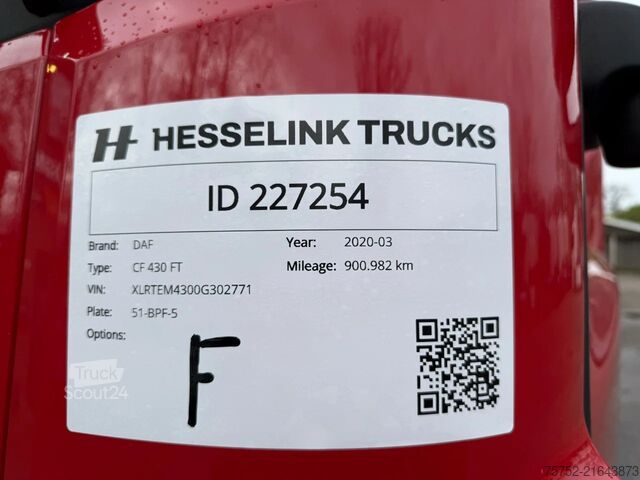 HESSELINK TRUCKS
ID 227254
Brand: DAF Year: 2020-03
Type: CF 430 FT Mileage: 900.982 km
VIN: XLRTEM4300G302771
Plate: 51-BPF-5
Options:
F
Truck
Scout24
75752-21643873